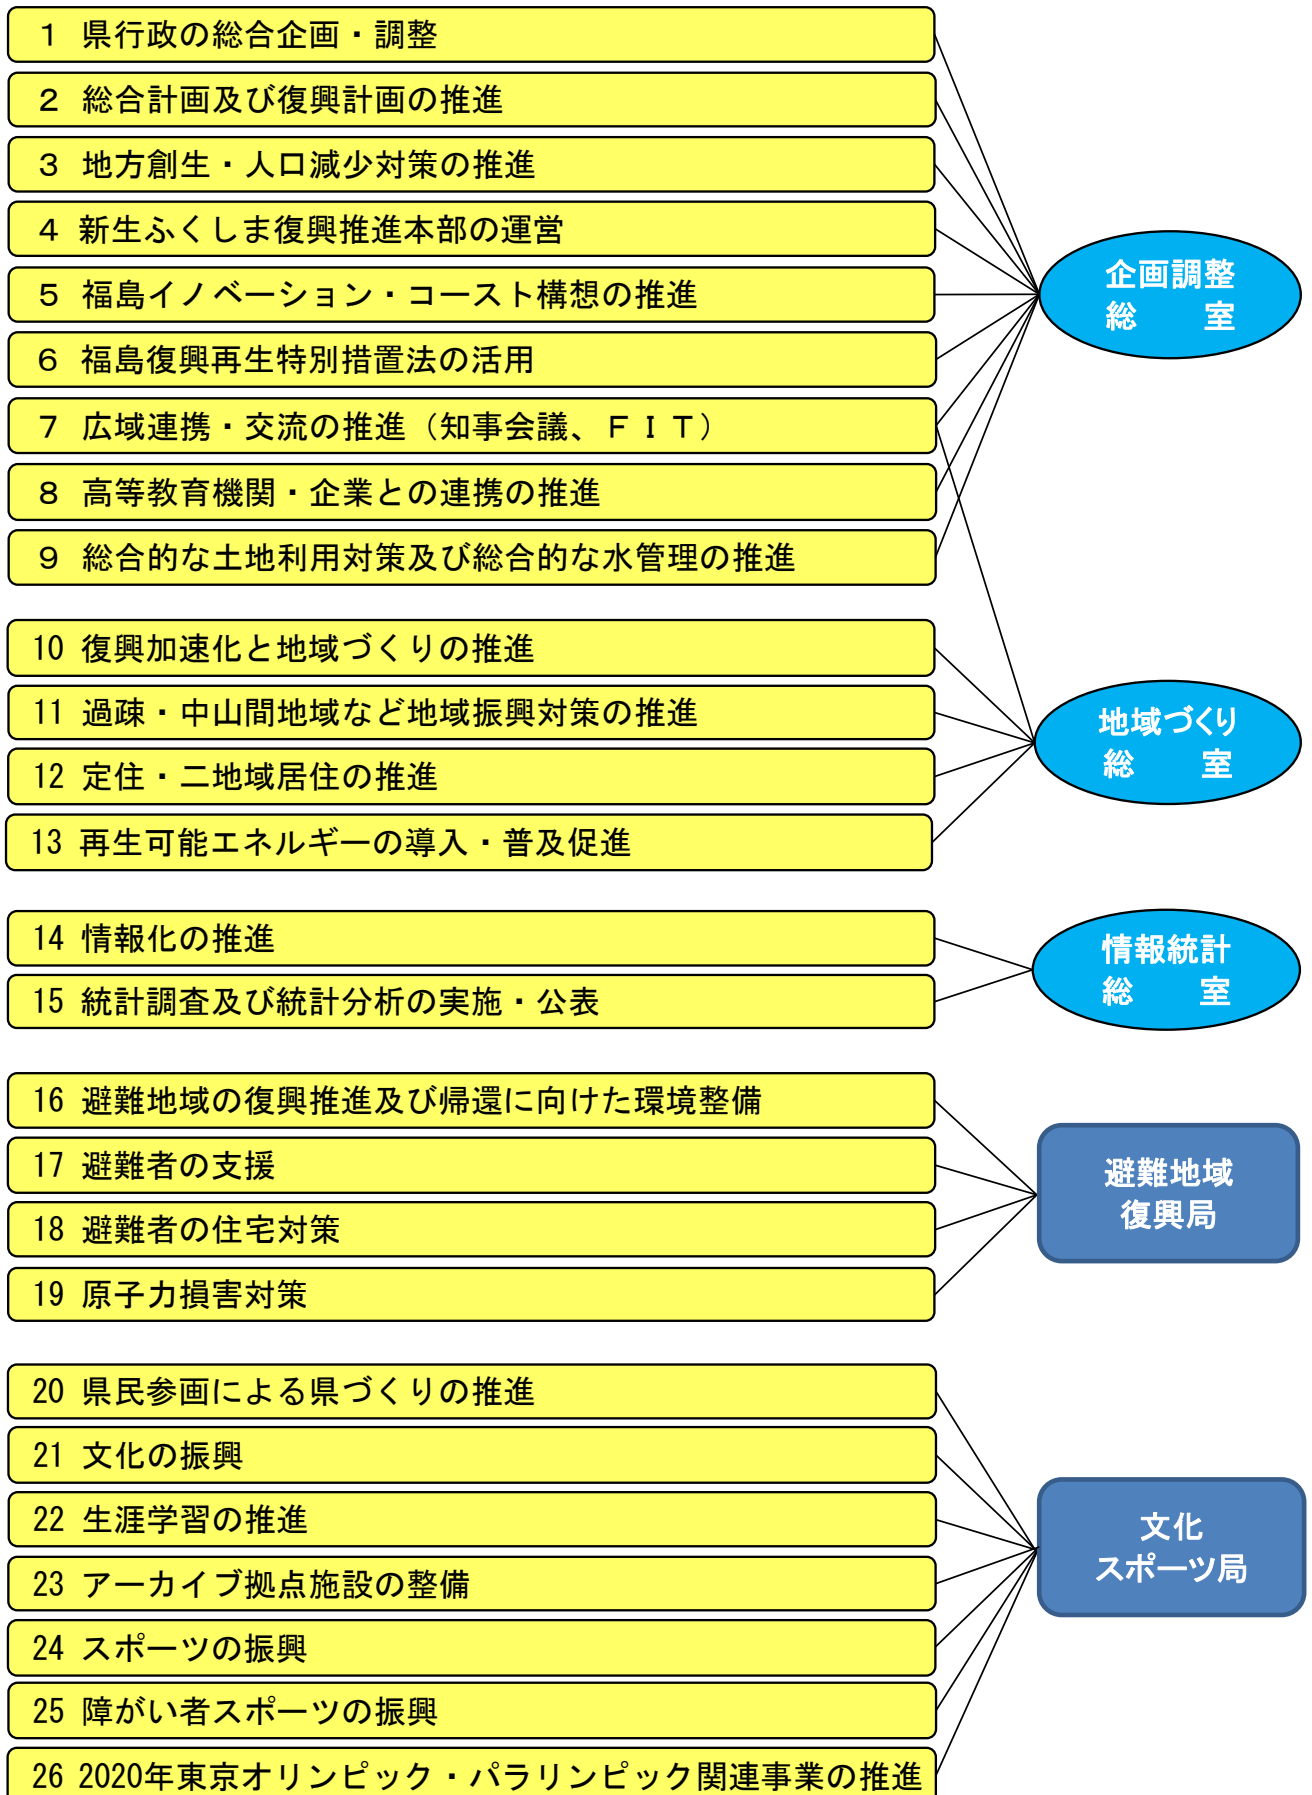 1 県行政の総合企画・調整
2 総合計画及び復興計画の推進
3 地方創生・人口減少対策の推進
4 新生ふくしま復興推進本部の運営
5 福島イノベーション・コースト構想の推進
6 福島復興再生特別措置法の活用
7 広域連携・交流の推進（知事会議、ＦＩＴ）
8 高等教育機関・企業との連携の推進
9 総合的な土地利用対策及び総合的な水管理の推進
企画調整
総　　室
10 復興加速化と地域づくりの推進
11 過疎・中山間地域など地域振興対策の推進
12 定住・二地域居住の推進
13 再生可能エネルギーの導入・普及促進
地域づくり
総　　室
14 情報化の推進
15 統計調査及び統計分析の実施・公表
情報統計
総　　室
16 避難地域の復興推進及び帰還に向けた環境整備
17 避難者の支援
18 避難者の住宅対策
19 原子力損害対策
避難地域
復興局
20 県民参画による県づくりの推進
21 文化の振興
22 生涯学習の推進
23 アーカイブ拠点施設の整備
24 スポーツの振興
25 障がい者スポーツの振興
26 2020年東京オリンピック・パラリンピック関連事業の推進
文化
スポーツ局